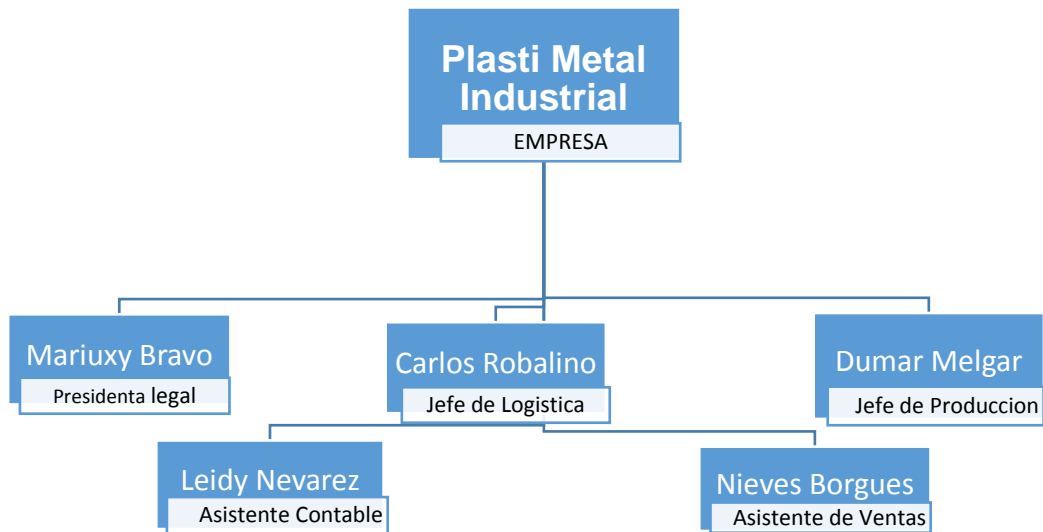 Plasti Metal
Industrial
EMPRESA
Mariuxy Bravo
Presidenta legal
Carlos Robalino
Jefe de Logistica
Dumar Melgar
Jefe de Produccion
Leidy Nevarez
Asistente Contable
Nieves Borgues
Asistente de Ventas